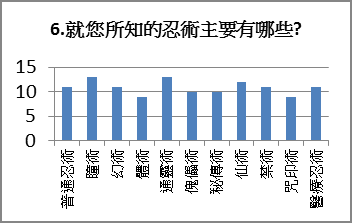 6.就您所知的忍術主要有哪些?
15
10
5
0
普通忍術
瞳術
幻術
體術
通靈術
傀儡術
秘傳術
仙術
禁術
咒印術
醫療忍術